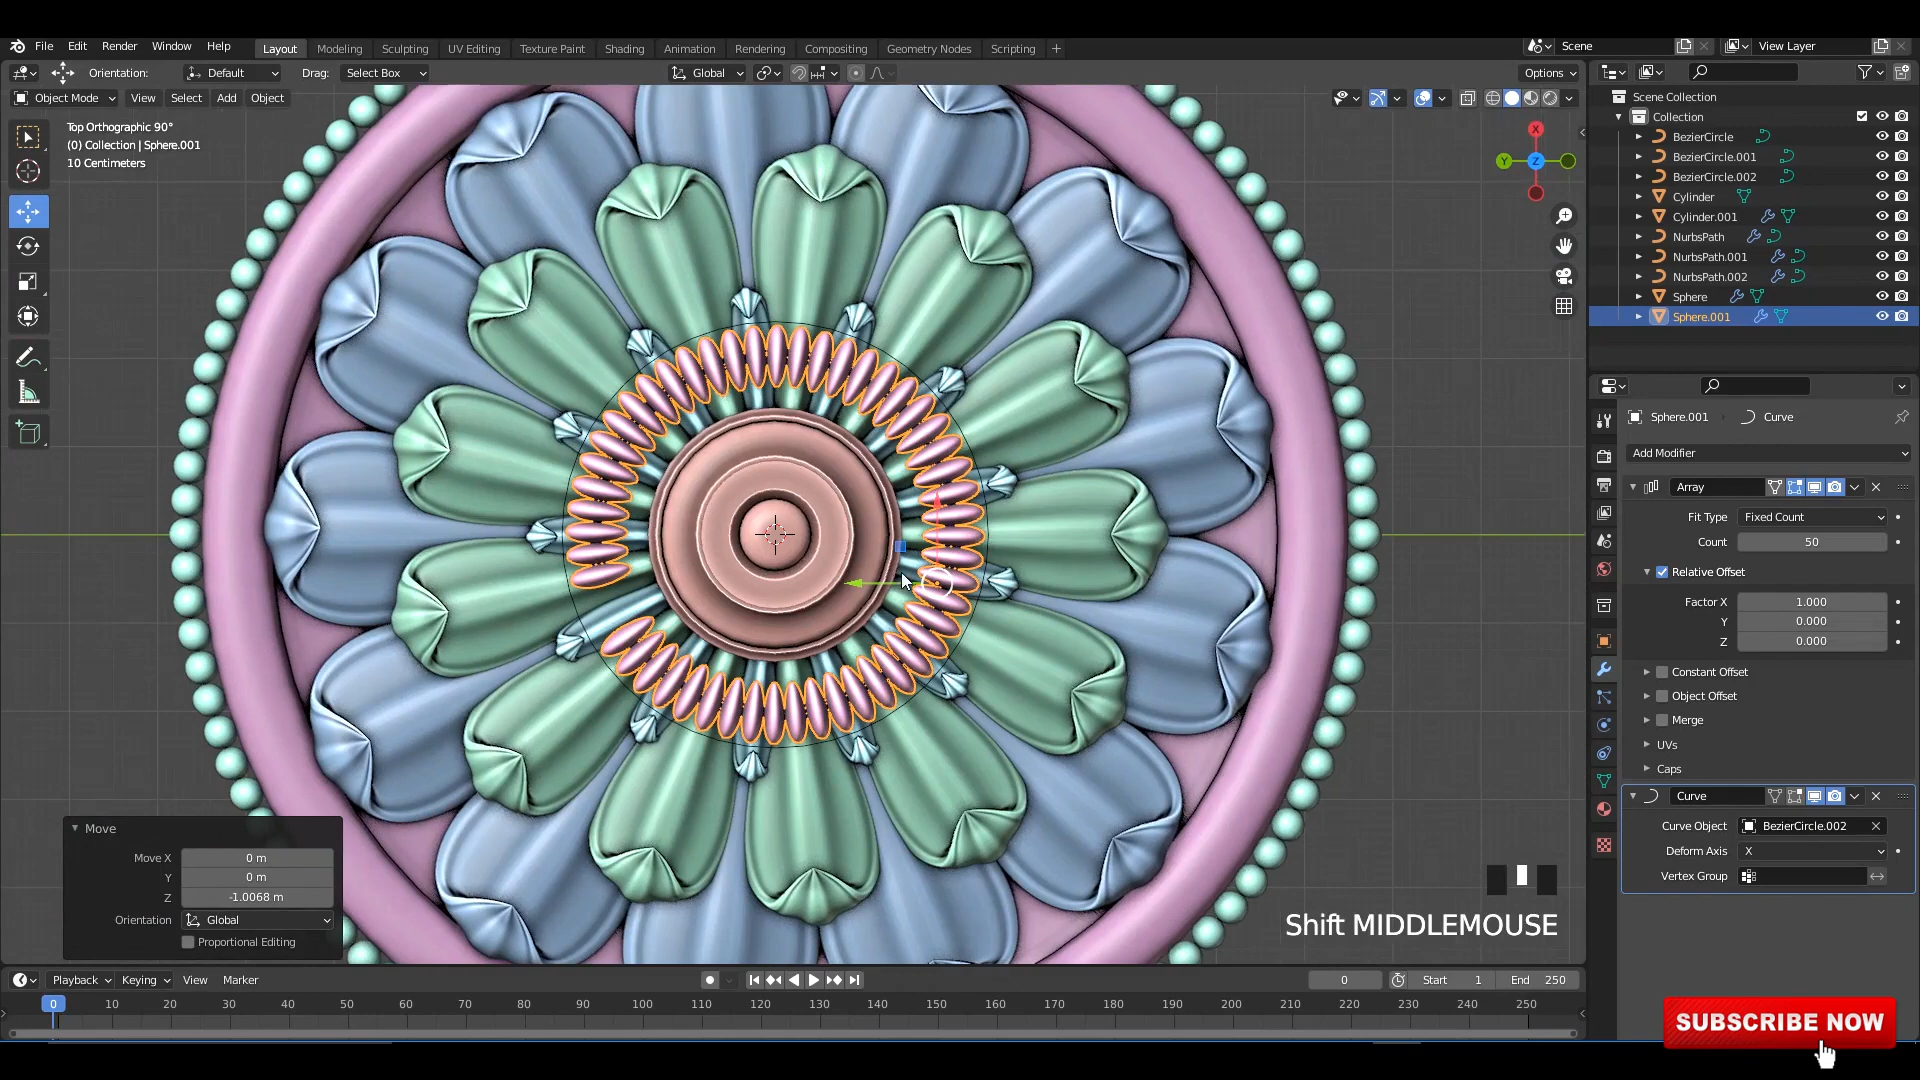 File Edit Render Window Help Layout Modeling Sculpting UV Editing Texture Paint Shading Animation Rendering Compositing Geometry Nodes Scripting + Scene View Layer
Orientation: Default Drag: Select Box Global Options
Object Mode View Select Add Object
Top Orthographic 90°
(0) Collection | Sphere.001
10 Centimeters
X
Y
Z
Scene Collection
Collection
BezierCircle
BezierCircle.001
BezierCircle.002
Cylinder
Cylinder.001
NurbsPath
NurbsPath.001
NurbsPath.002
Sphere
Sphere.001
Sphere.001 Curve
Add Modifier
Array
Fit Type Fixed Count
Count 50
Relative Offset
Factor X 1.000
Y 0.000
Z 0.000
Constant Offset
Object Offset
Merge
UVs
Caps
Curve
Curve Object BezierCircle.002
Deform Axis X
Vertex Group
Move
Move X 0 m
Y 0 m
Z -1.0068 m
Orientation Global
Proportional Editing
Shift MIDDLEMOUSE
Playback Keying View Marker 0 Start 1 End 250
0 10 20 30 40 50 60 70 80 90 100 110 120 130 140 150 160 170 180 190 200 210 220 230 240 250
SUBSCRIBE NOW